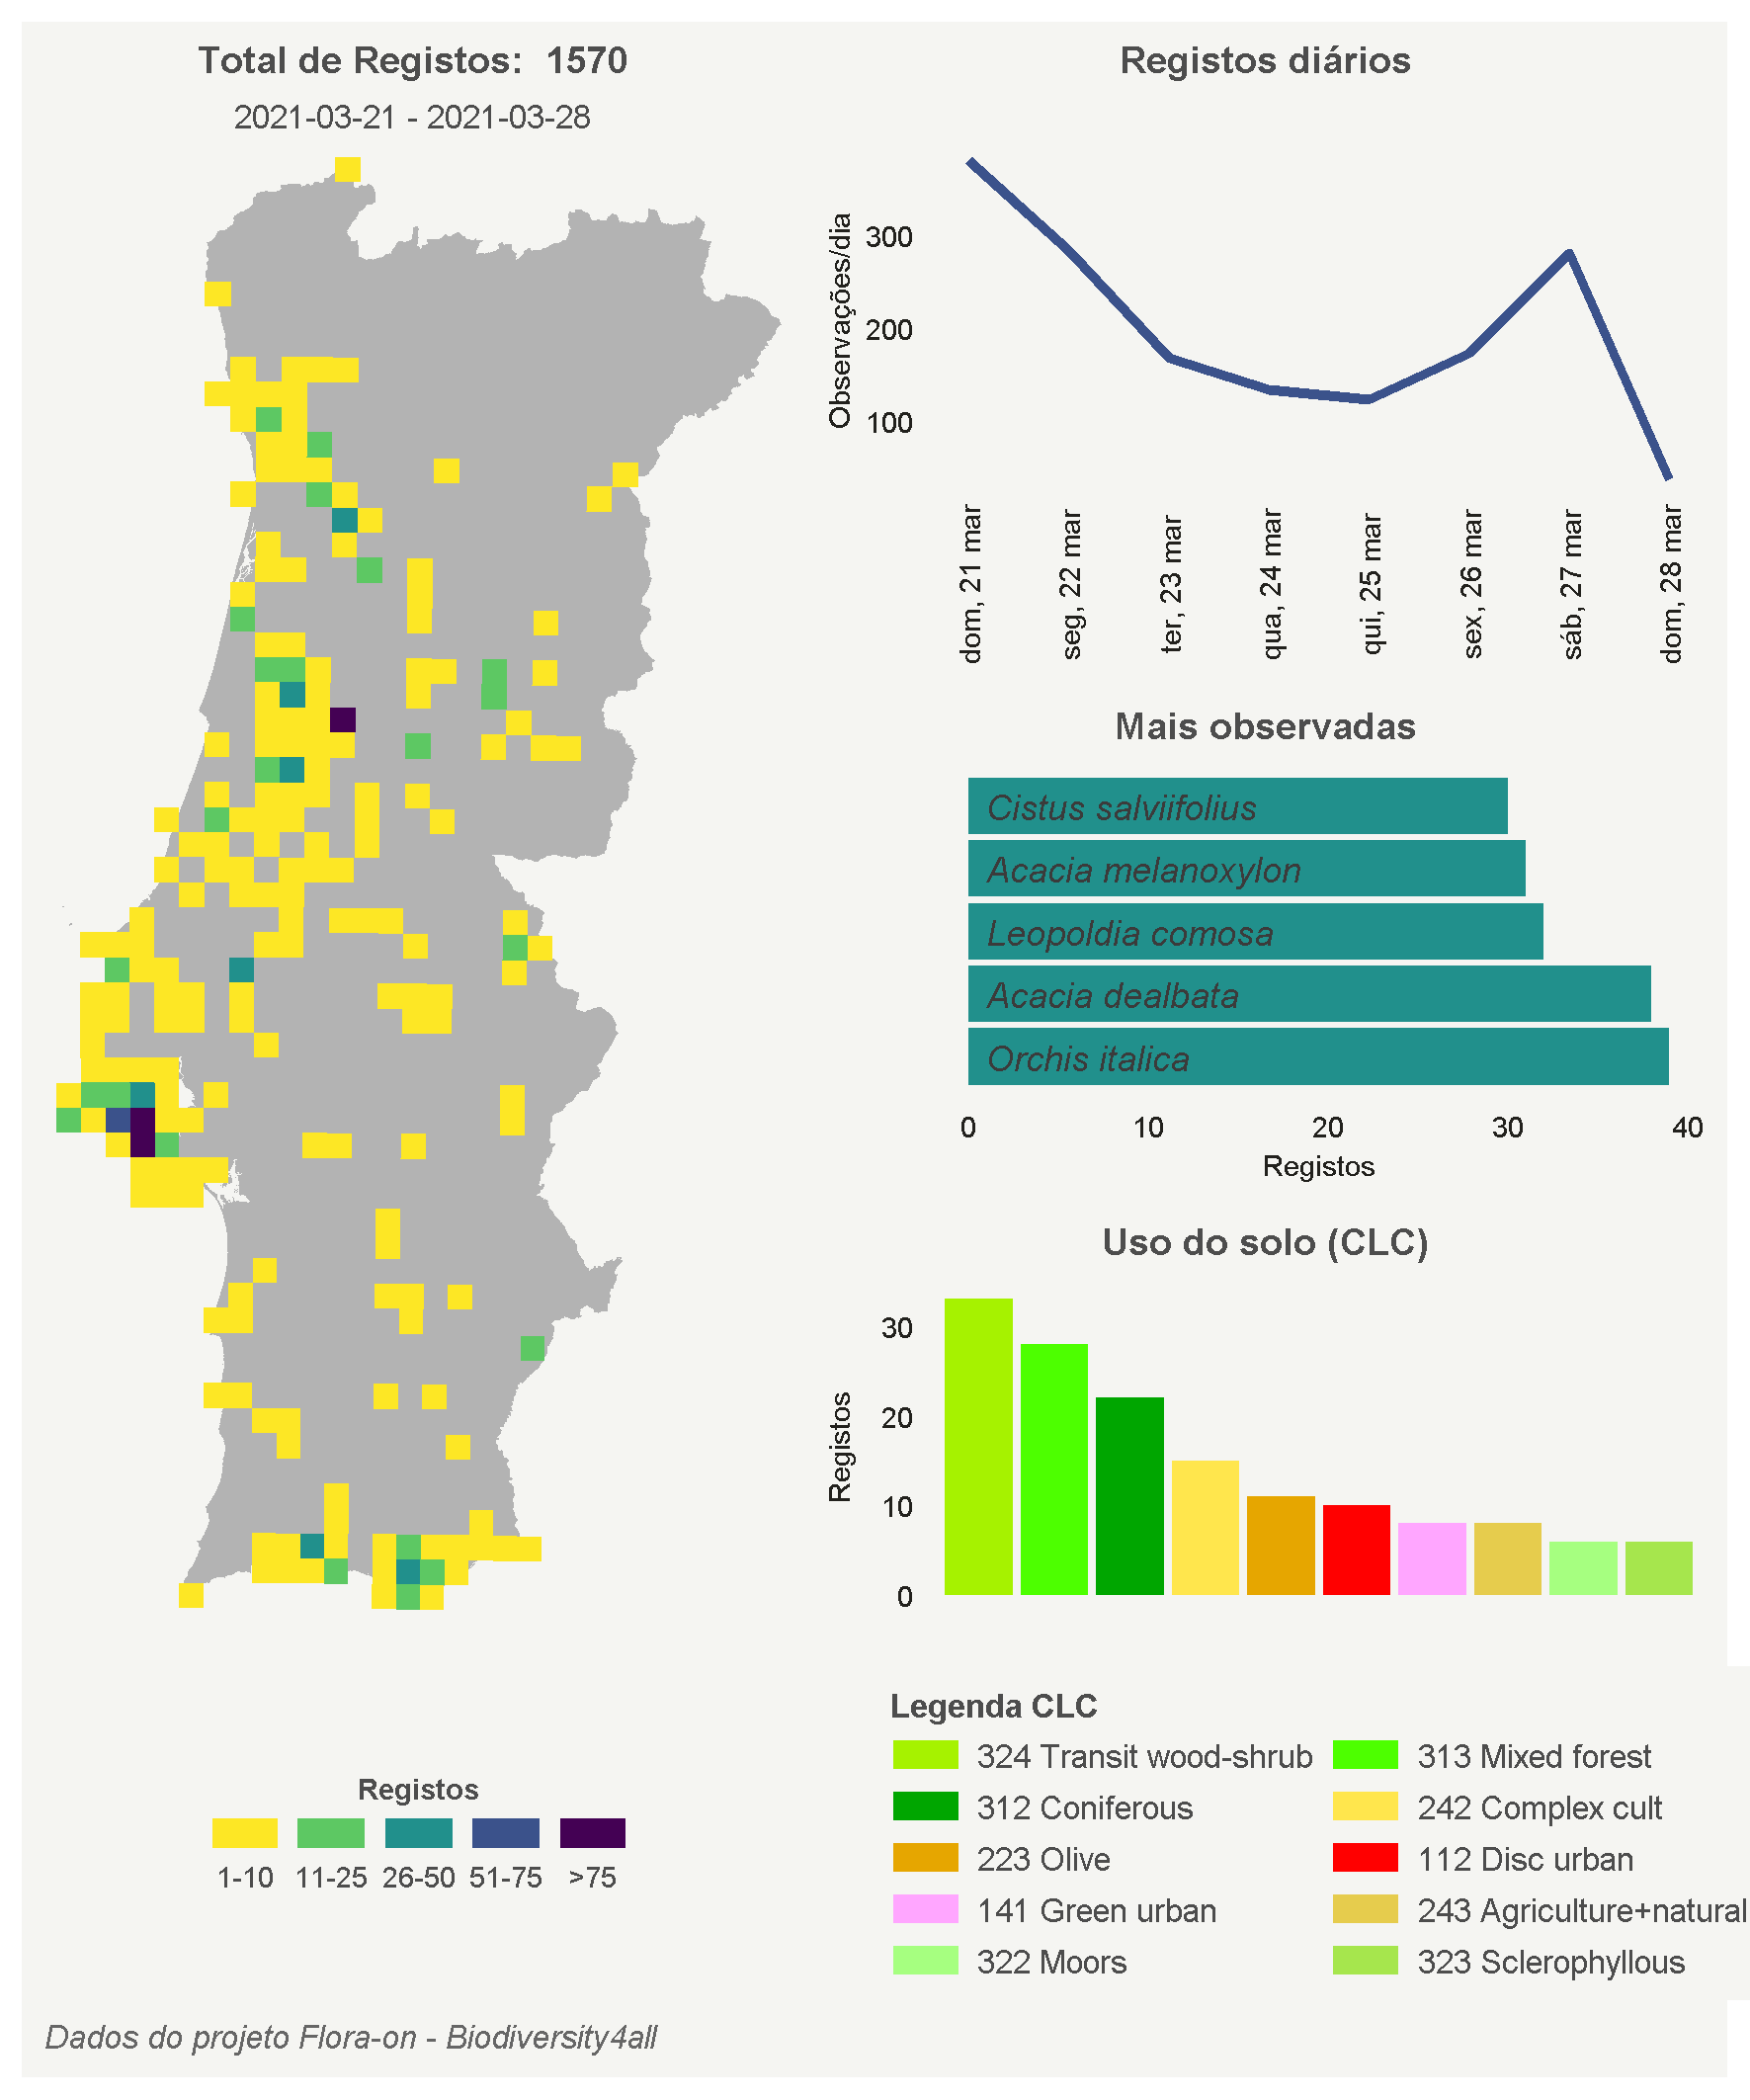 Total de Registos:  1570
2021-03-21 - 2021-03-28
Registos diários
Observações/dia
300
200
100
dom, 21 mar
seg, 22 mar
ter, 23 mar
qua, 24 mar
qui, 25 mar
sex, 26 mar
sáb, 27 mar
dom, 28 mar
Mais observadas
Cistus salviifolius
Acacia melanoxylon
Leopoldia comosa
Acacia dealbata
Orchis italica
0 10 20 30 40
Registos
Uso do solo (CLC)
Registos
30
20
10
0
Legenda CLC
324 Transit wood-shrub
313 Mixed forest
312 Coniferous
242 Complex cult
223 Olive
112 Disc urban
141 Green urban
243 Agriculture+natural
322 Moors
323 Sclerophyllous
Registos
1-10 11-25 26-50 51-75 >75
Dados do projeto Flora-on - Biodiversity4all